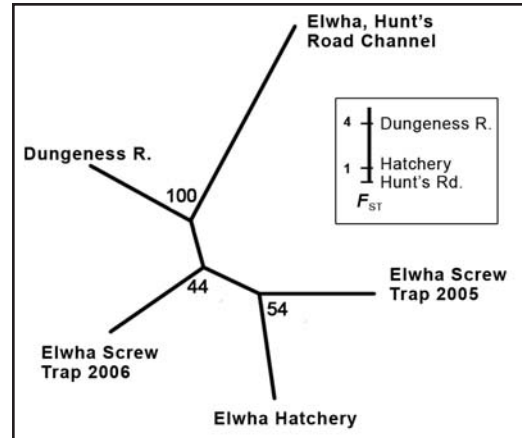 Elwha, Hunt's
Road Channel
4 Dungeness R.
1 Hatchery
Hunt's Rd.
FST
Dungeness R.
100
44
54
Elwha Screw
Trap 2005
Elwha Screw
Trap 2006
Elwha Hatchery